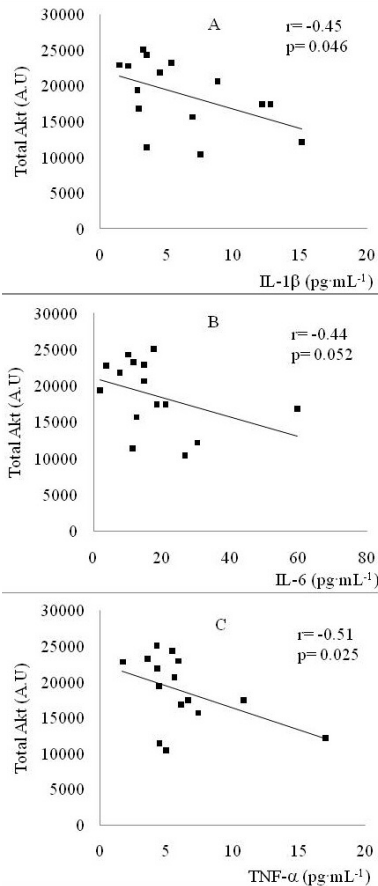 A
r= -0.45
p= 0.046
Total Akt (A.U)
30000
25000
20000
15000
10000
5000
0
0 5 10 15 20
IL-1β (pg·mL⁻¹)
B
r= -0.44
p= 0.052
Total Akt (A.U)
30000
25000
20000
15000
10000
5000
0
0 20 40 60 80
IL-6 (pg·mL⁻¹)
C
r= -0.51
p= 0.025
Total Akt (A.U)
30000
25000
20000
15000
10000
5000
0
0 5 10 15 20
TNF-α (pg·mL⁻¹)